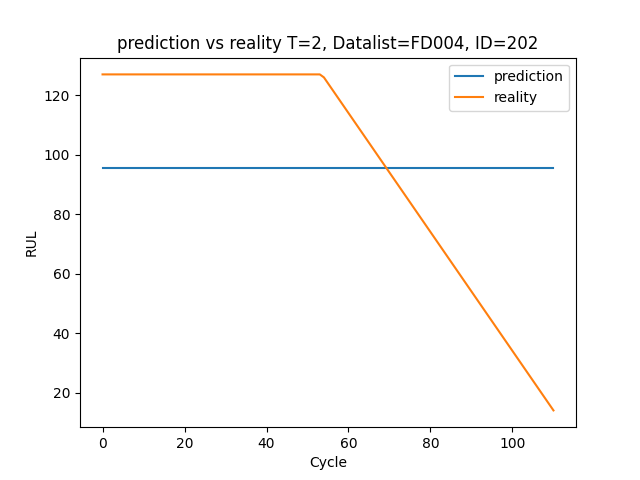 prediction vs reality T=2, Datalist=FD004, ID=202
prediction
reality
120
100
80
60
40
20
RUL
0 20 40 60 80 100
Cycle